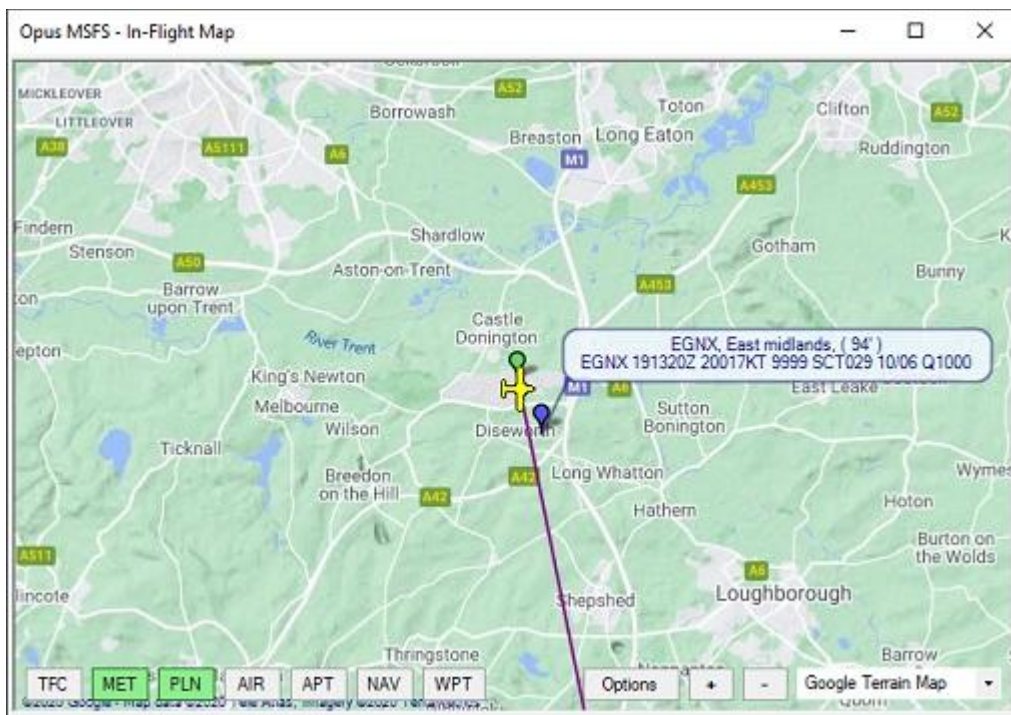 Opus MSFS - In-Flight Map
MICKLEOVER
LITTLEOVER
A38
A5111
A6
Borrowash
A52
Toton
Clifton
A52
Breaston
Long Eaton
M1
Ruddington
A453
Findern
Stenson
Shardlow
Gotham
A50
Aston-on-Trent
Barrow
upon Trent
A453
Bunny
Castle
Donington
River Trent
EGNX, East midlands, ( 94' )
EGNX 191320Z 20017KT 9999 SCT029 10/06 Q1000
epton
King's Newton
M1
A6
East Leake
Melbourne
Wilson
Diseworth
Sutton
Bonington
Ticknall
Breedon
on the Hill
A42
A42
Long Whatton
Wymes
Hathern
Hoton
A511
Burton on
the Wolds
lincote
A6
Shepshed
Loughborough
Thringstone
Barrow
TFC
MET
PLN
AIR
APT
NAV
WPT
Options
+
-
Google Terrain Map